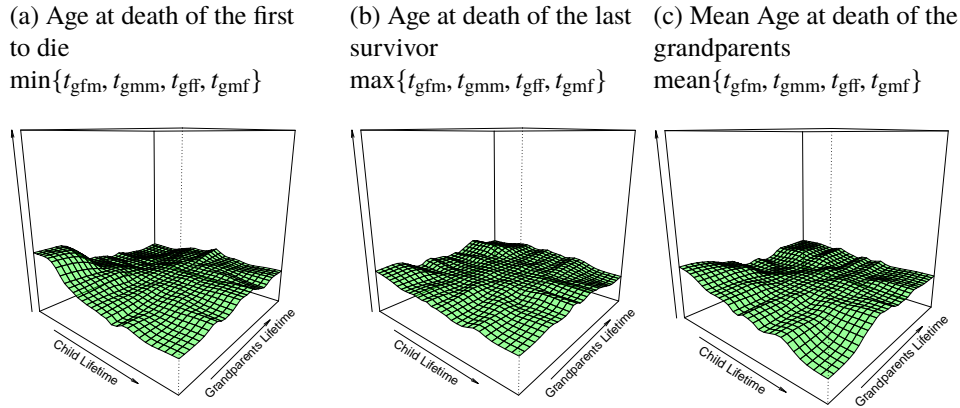 (a) Age at death of the first
to die
min{t_gfm, t_gmm, t_gff, t_gmf}
(b) Age at death of the last
survivor
max{t_gfm, t_gmm, t_gff, t_gmf}
(c) Mean Age at death of the
grandparents
mean{t_gfm, t_gmm, t_gff, t_gmf}
Child Lifetime
Grandparents Lifetime
Child Lifetime
Grandparents Lifetime
Child Lifetime
Grandparents Lifetime